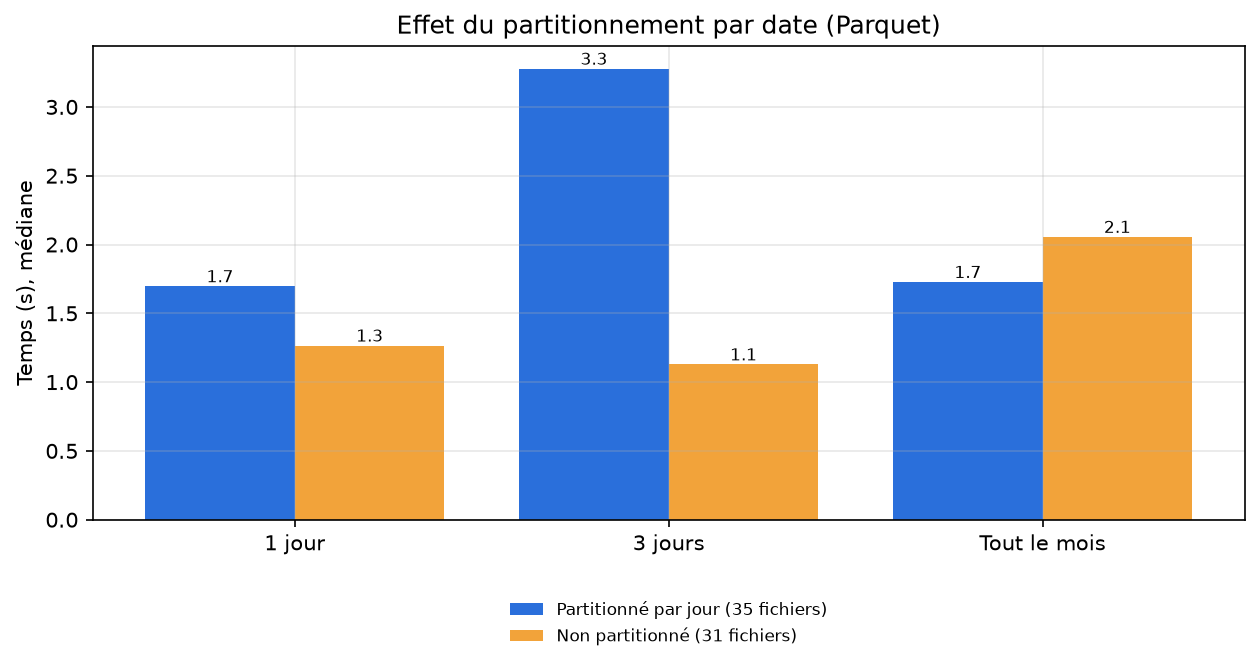 Effet du partitionnement par date (Parquet)
Temps (s), médiane
3.0
2.5
2.0
1.5
1.0
0.5
0.0
1.7
1.3
3.3
1.1
1.7
2.1
1 jour
3 jours
Tout le mois
Partitionné par jour (35 fichiers)
Non partitionné (31 fichiers)